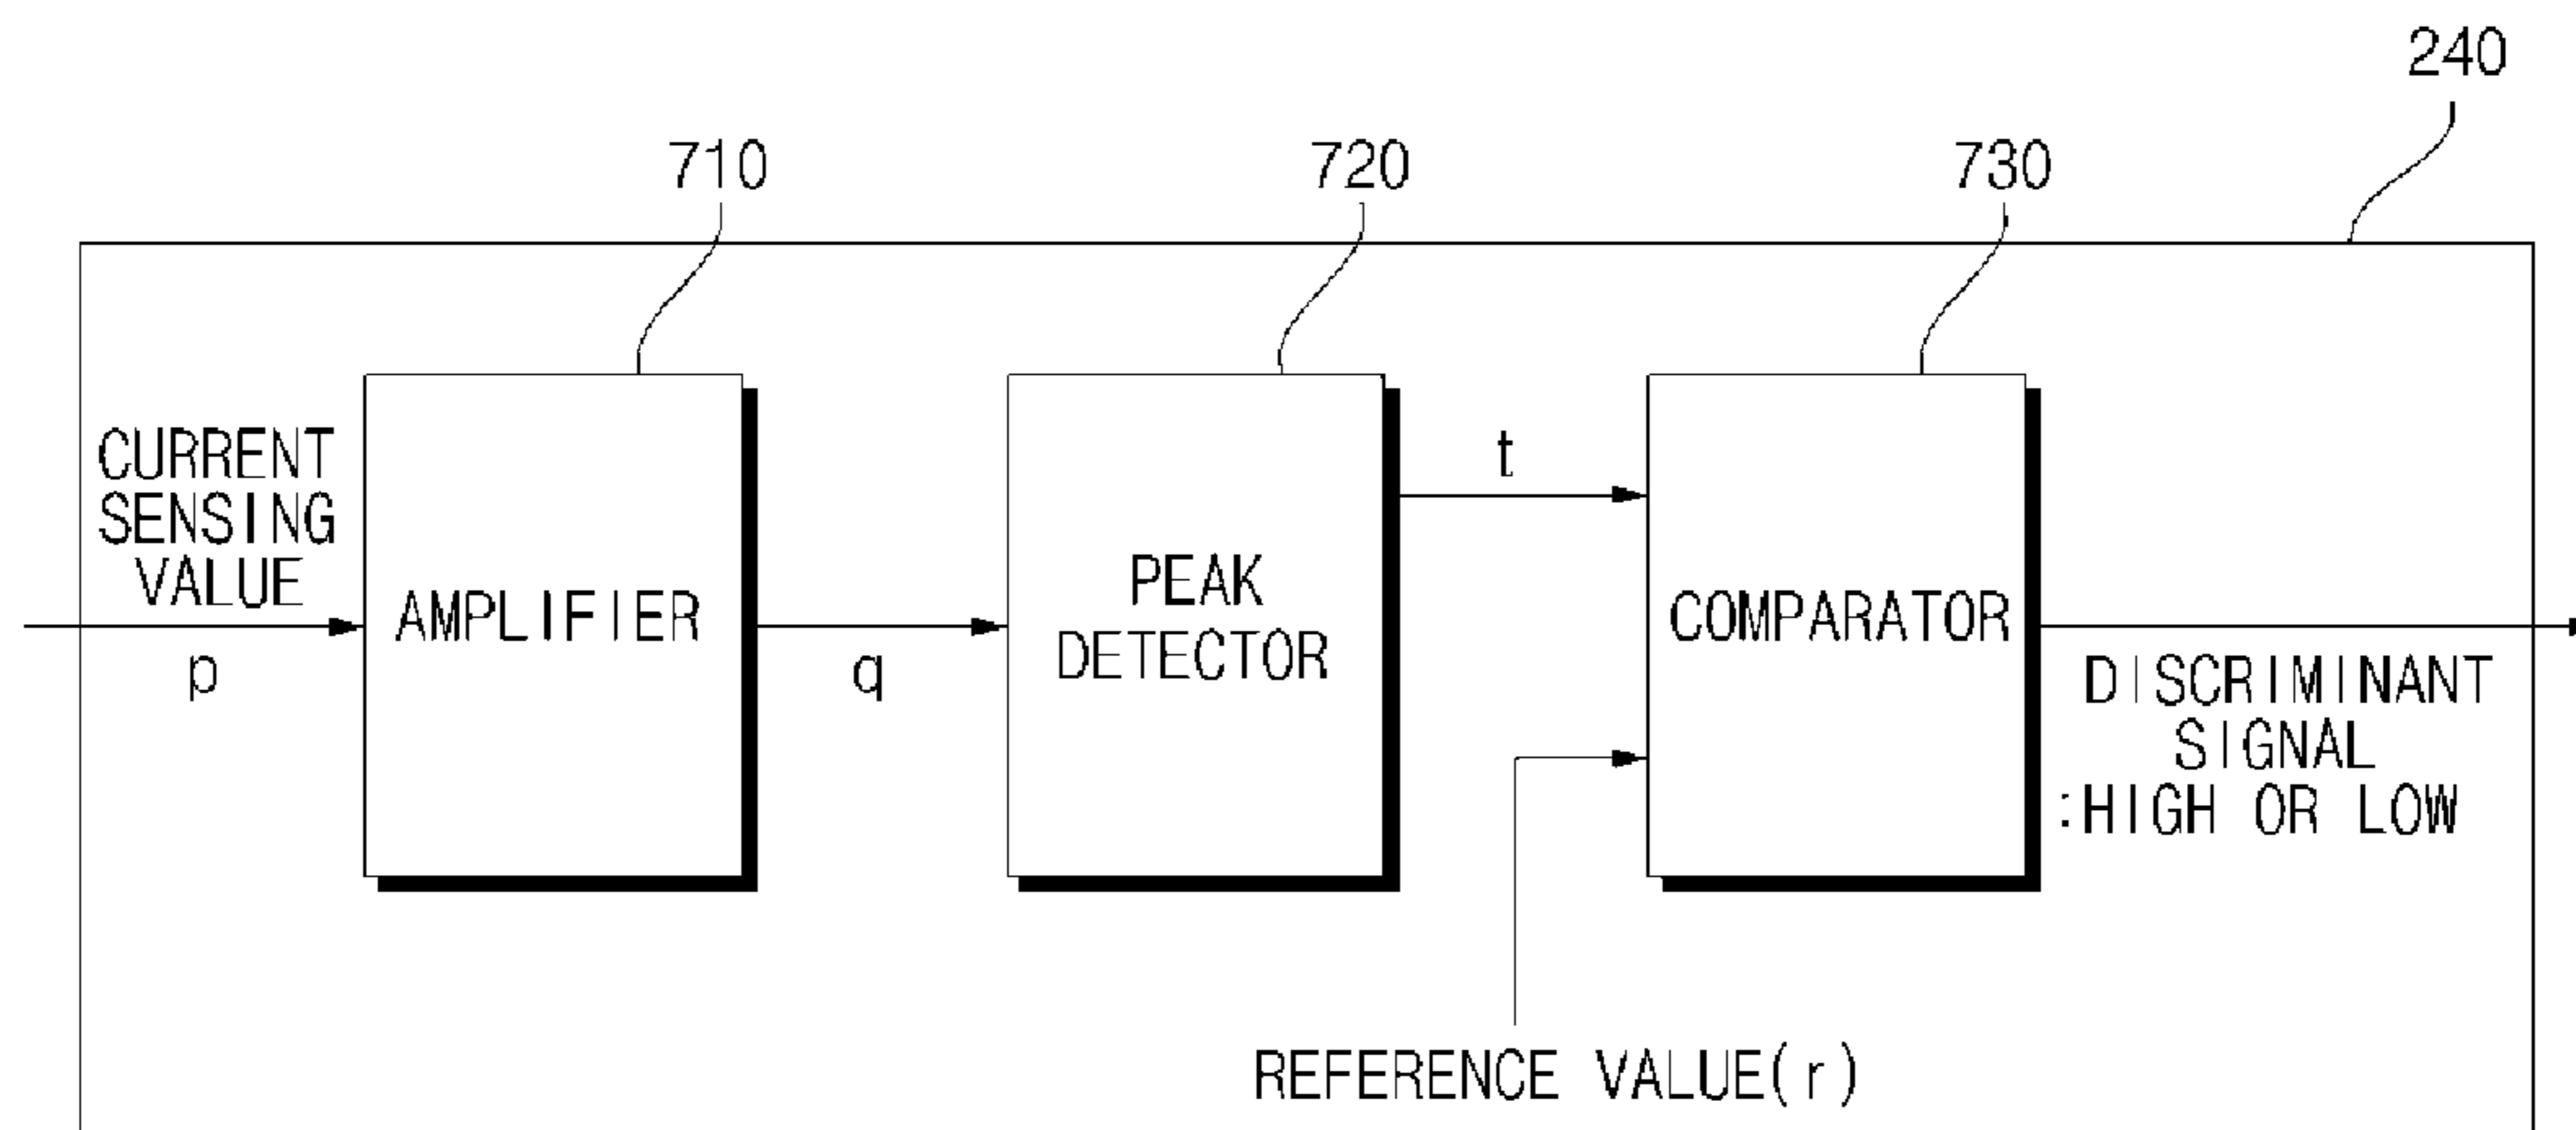 240
710
720
730
CURRENT
SENSING
VALUE
p
AMPLIFIER
q
PEAK
DETECTOR
t
COMPARATOR
DISCRIMINANT
SIGNAL
:HIGH OR LOW
REFERENCE VALUE(r)